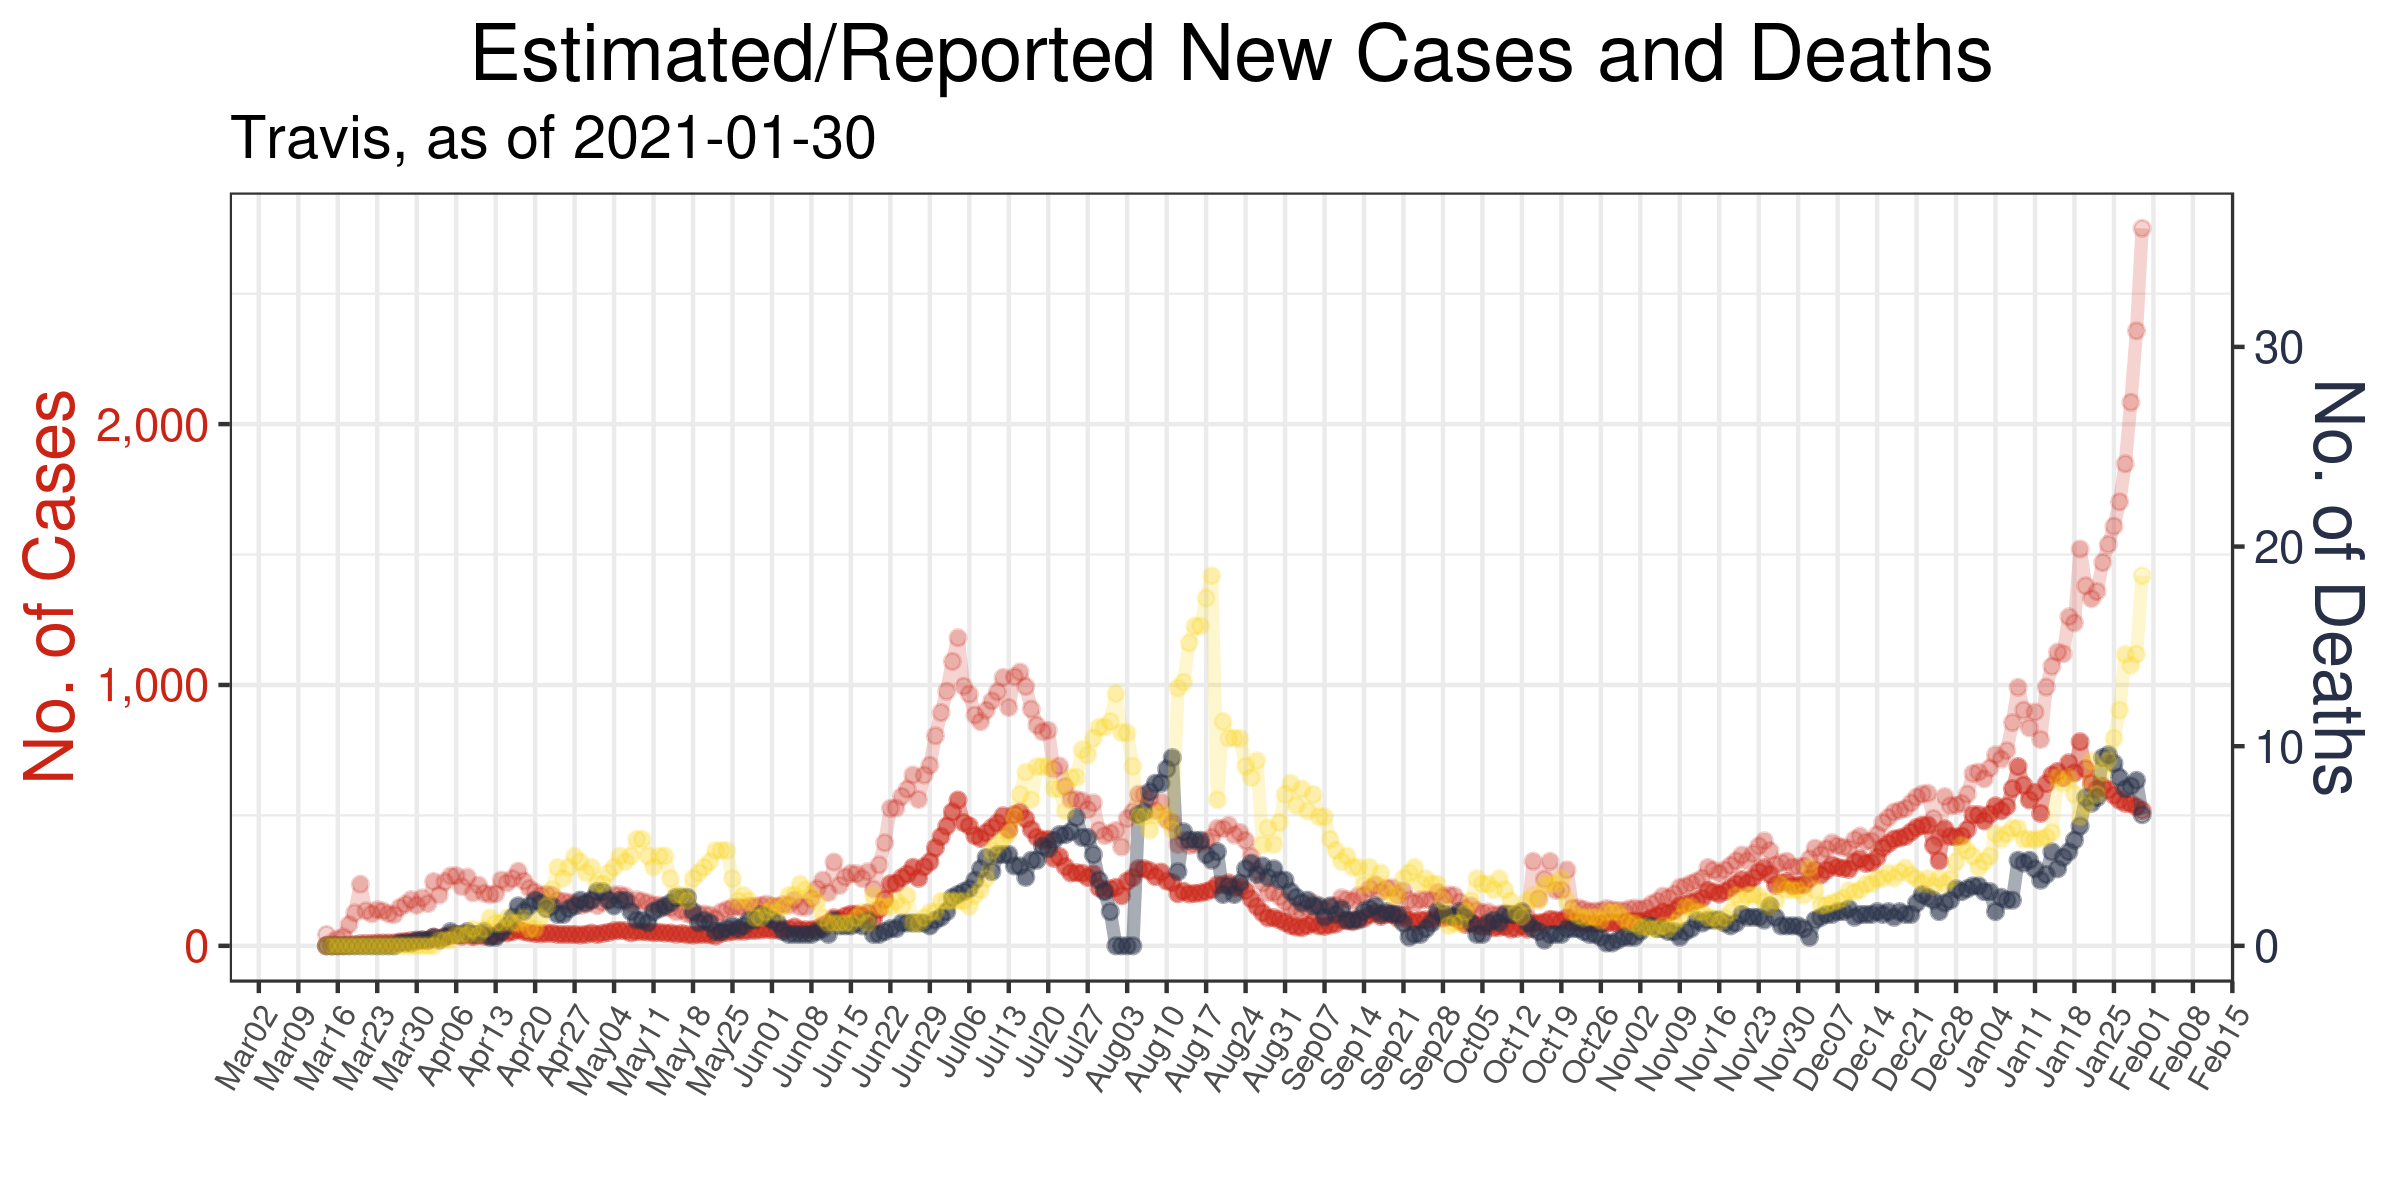 Estimated/Reported New Cases and Deaths
Travis, as of 2021-01-30
No. of Cases
2,000
1,000
0
30
20
10
0
No. of Deaths
Mar02
Mar09
Mar16
Mar23
Mar30
Apr06
Apr13
Apr20
Apr27
May04
May11
May18
May25
Jun01
Jun08
Jun15
Jun22
Jun29
Jul06
Jul13
Jul20
Jul27
Aug03
Aug10
Aug17
Aug24
Aug31
Sep07
Sep14
Sep21
Sep28
Oct05
Oct12
Oct19
Oct26
Nov02
Nov09
Nov16
Nov23
Nov30
Dec07
Dec14
Dec21
Dec28
Jan04
Jan11
Jan18
Jan25
Feb01
Feb08
Feb15